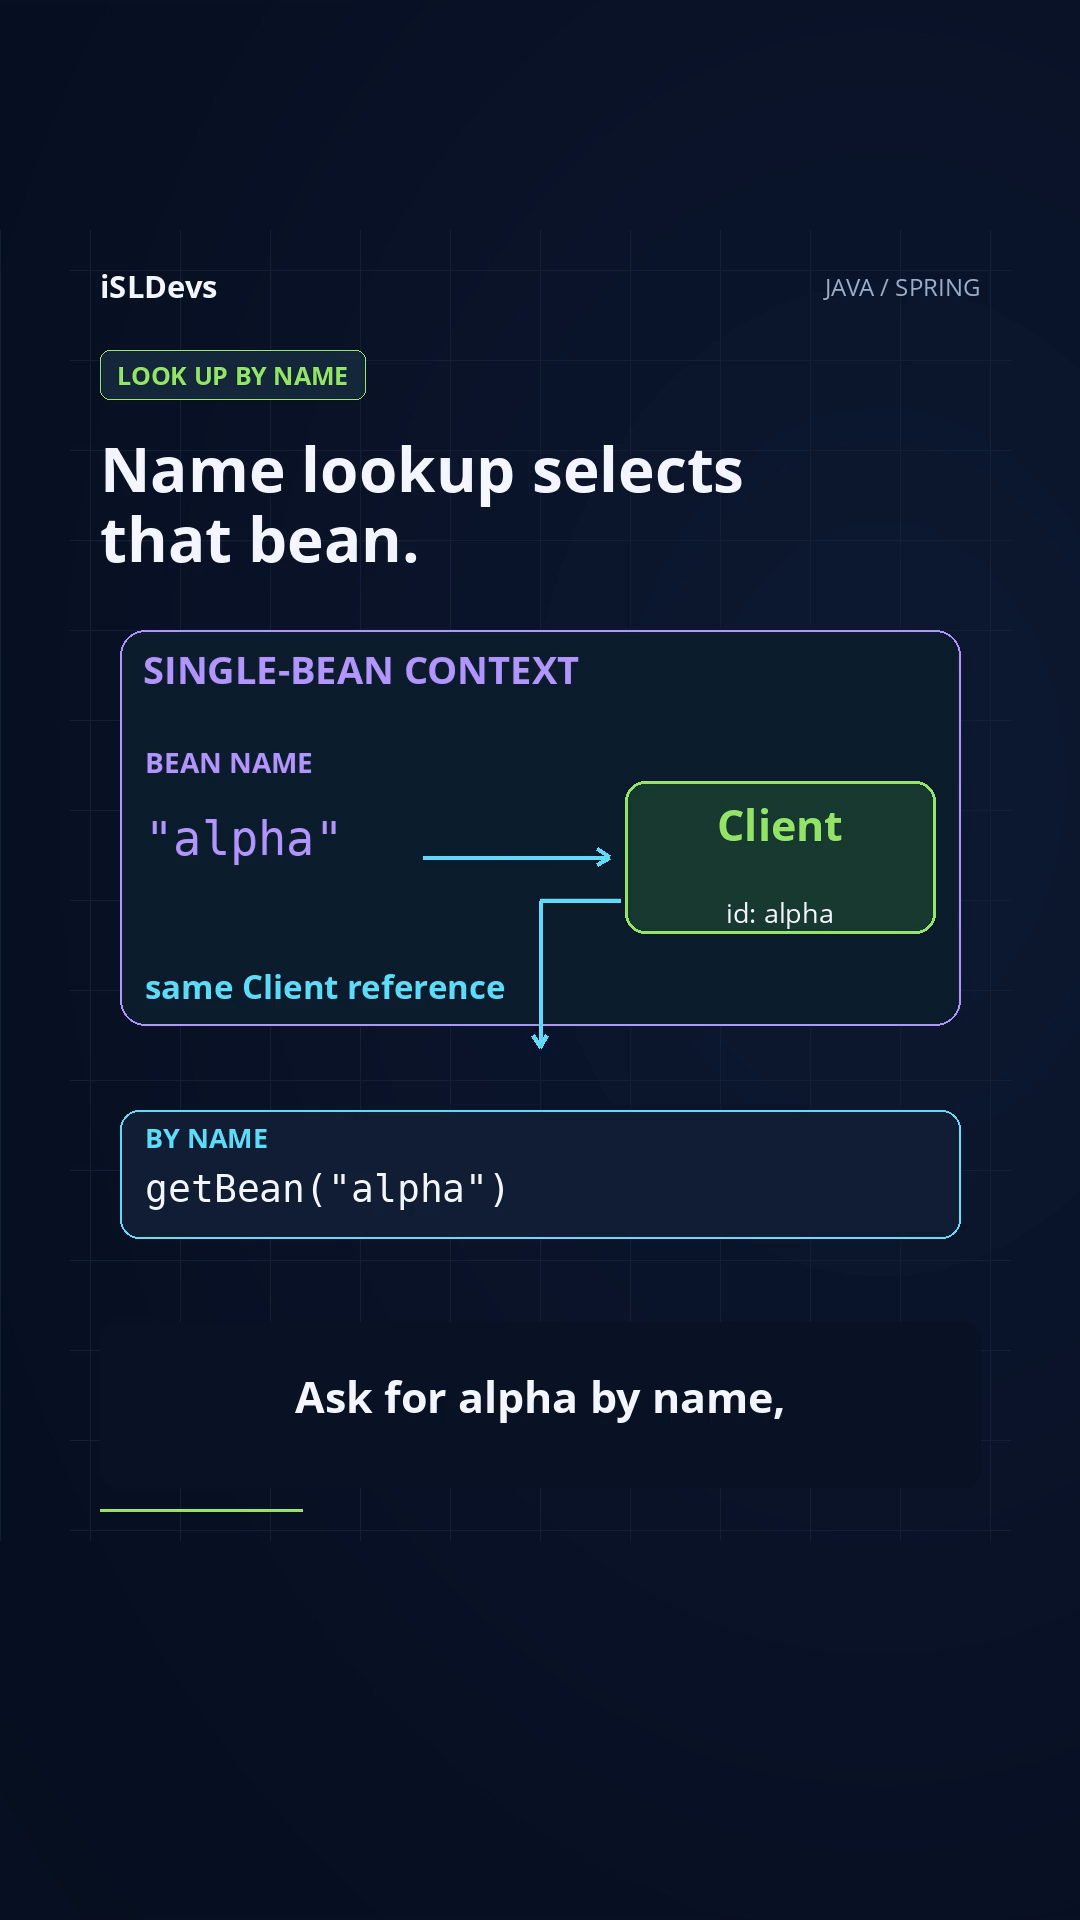 iSLDevs
JAVA / SPRING
LOOK UP BY NAME
Name lookup selects
that bean.
SINGLE-BEAN CONTEXT
BEAN NAME
"alpha"
Client
id: alpha
same Client reference
BY NAME
getBean("alpha")
Ask for alpha by name,